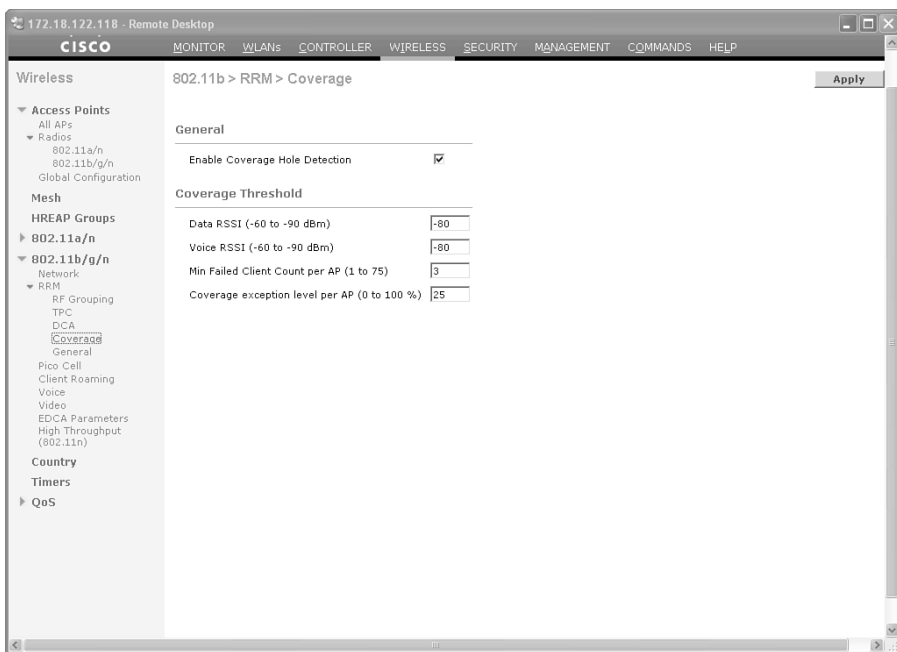 172.18.122.118 - Remote Desktop
CISCO
MONITOR WLANs CONTROLLER WIRELESS SECURITY MANAGEMENT COMMANDS HELP
Wireless
802.11b > RRM > Coverage
Apply
Access Points
All APs
Radios
802.11a/n
802.11b/g/n
Global Configuration
Mesh
HREAP Groups
802.11a/n
802.11b/g/n
Network
RRM
RF Grouping
TPC
DCA
Coverage
General
Pico Cell
Client Roaming
Voice
Video
EDCA Parameters
High Throughput
(802.11n)
Country
Timers
QoS
General
Enable Coverage Hole Detection
Coverage Threshold
Data RSSI (-60 to -90 dBm) -80
Voice RSSI (-60 to -90 dBm) -80
Min Failed Client Count per AP (1 to 75) 3
Coverage exception level per AP (0 to 100 %) 25